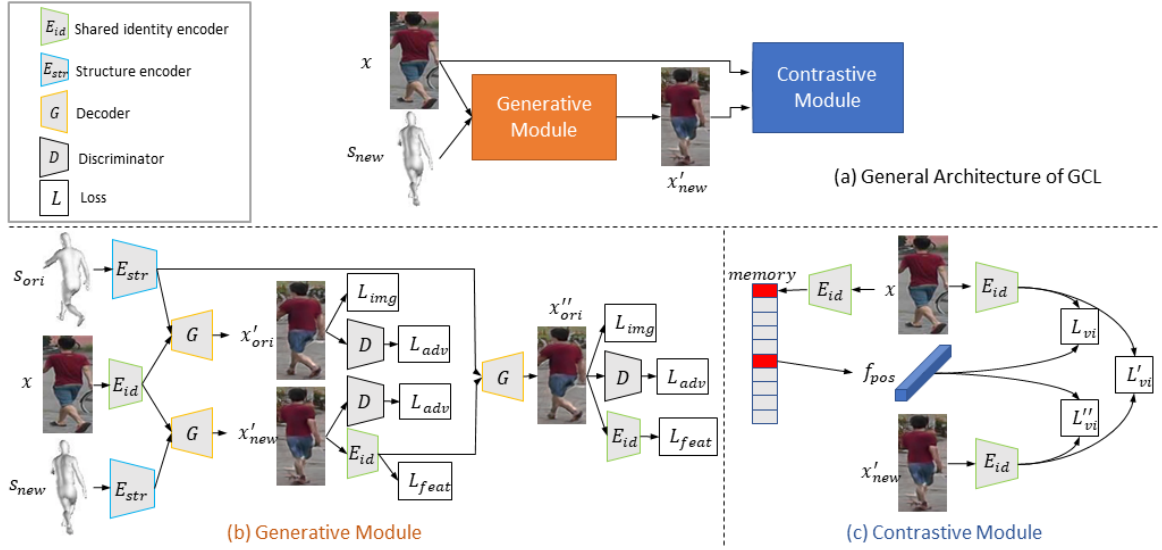 E_id Shared identity encoder
E_str Structure encoder
G Decoder
D Discriminator
L Loss
x
s_new
Generative
Module
x'_new
Contrastive
Module
(a) General Architecture of GCL
s_ori
E_str
x
E_id
s_new
E_str
G
G
x'_ori
x'_new
L_img
D
L_adv
D
L_adv
E_id
L_feat
G
x''_ori
L_img
D
L_adv
E_id
L_feat
(b) Generative Module
memory
E_id
x
E_id
L_vi
f_pos
L'_vi
L''_vi
x'_new
E_id
(c) Contrastive Module